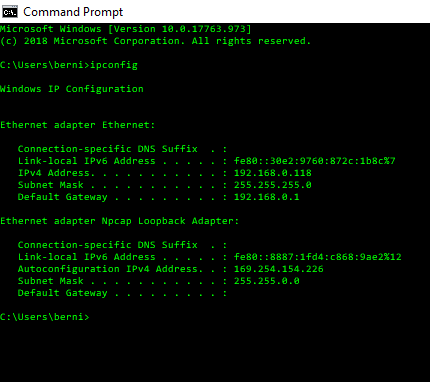 Command Prompt
Microsoft Windows [Version 10.0.17763.973]
(c) 2018 Microsoft Corporation. All rights reserved.
C:\Users\berni>ipconfig
Windows IP Configuration
Ethernet adapter Ethernet:
Connection-specific DNS Suffix . :
Link-local IPv6 Address . . . . . : fe80::30e2:9760:872c:1b8c%7
IPv4 Address. . . . . . . . . . . : 192.168.0.118
Subnet Mask . . . . . . . . . . . : 255.255.255.0
Default Gateway . . . . . . . . . : 192.168.0.1
Ethernet adapter Npcap Loopback Adapter:
Connection-specific DNS Suffix . :
Link-local IPv6 Address . . . . . : fe80::8887:1fd4:c868:9ae2%12
Autoconfiguration IPv4 Address. . : 169.254.154.226
Subnet Mask . . . . . . . . . . . : 255.255.0.0
Default Gateway . . . . . . . . . :
C:\Users\berni>